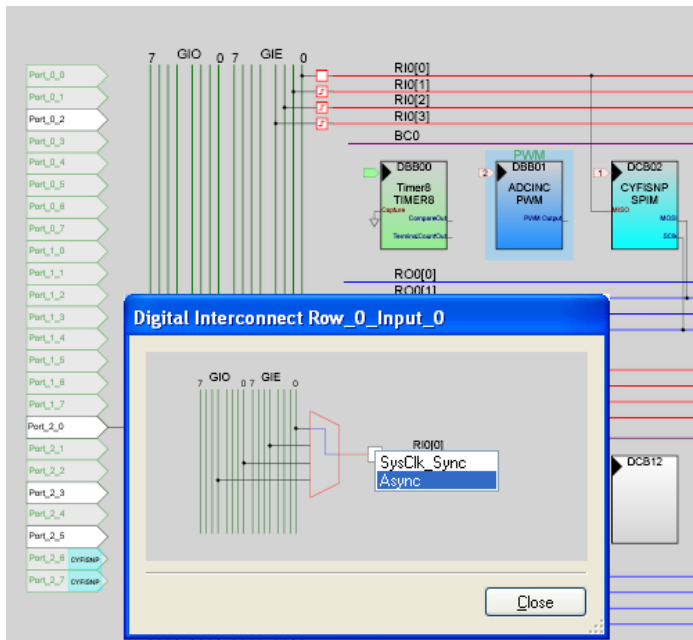 7 GIO 0 7 GIE 0
Port_0_0
Port_0_1
Port_0_2
Port_0_3
Port_0_4
Port_0_5
Port_0_6
Port_0_7
Port_1_0
Port_1_1
Port_1_2
Port_1_3
Port_1_4
Port_1_5
Port_1_6
Port_1_7
Port_2_0
Port_2_1
Port_2_2
Port_2_3
Port_2_4
Port_2_5
Port_2_6 CYFISNP
Port_2_7 CYFISNP
RI0[0]
RI0[1]
RI0[2]
RI0[3]
BC0
DBB00
Timer8
TIMER8
Capture
CompareOut
TerminalCountOut
PWM
2
DBB01
ADCINC
PWM
PWM Output
1
DCB02
CYFISNP
SPIM
MISO
MOSI
SClk
RO0[0]
RO0[1]
DCB12
Digital Interconnect Row_0_Input_0
7 GIO 0 7 GIE 0
RI0[0]
SysClk_Sync
Async
Close